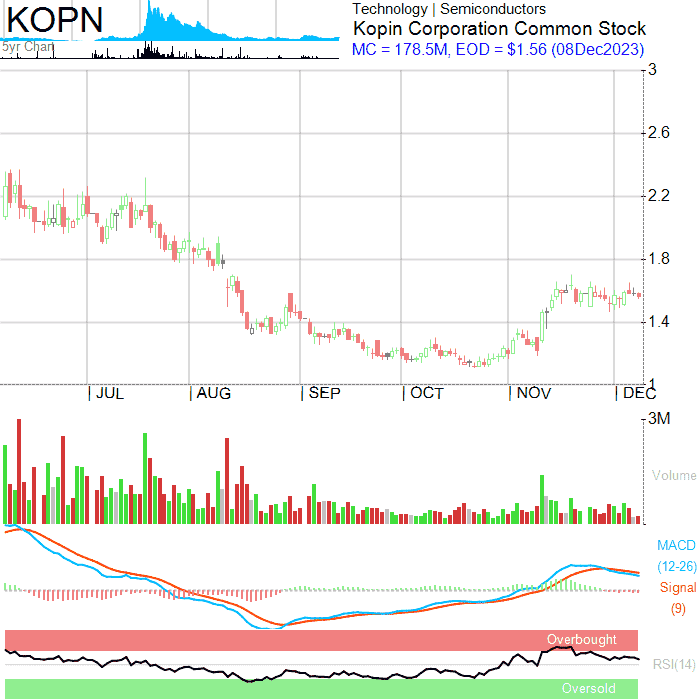 KOPN
5yr Chart
Technology | Semiconductors
Kopin Corporation Common Stock
MC = 178.5M, EOD = $1.56 (08Dec2023)
3
2.6
2.2
1.8
1.4
1
JUL
AUG
SEP
OCT
NOV
DEC
3M
Volume
MACD
(12-26)
Signal
(9)
Overbought
RSI(14)
Oversold